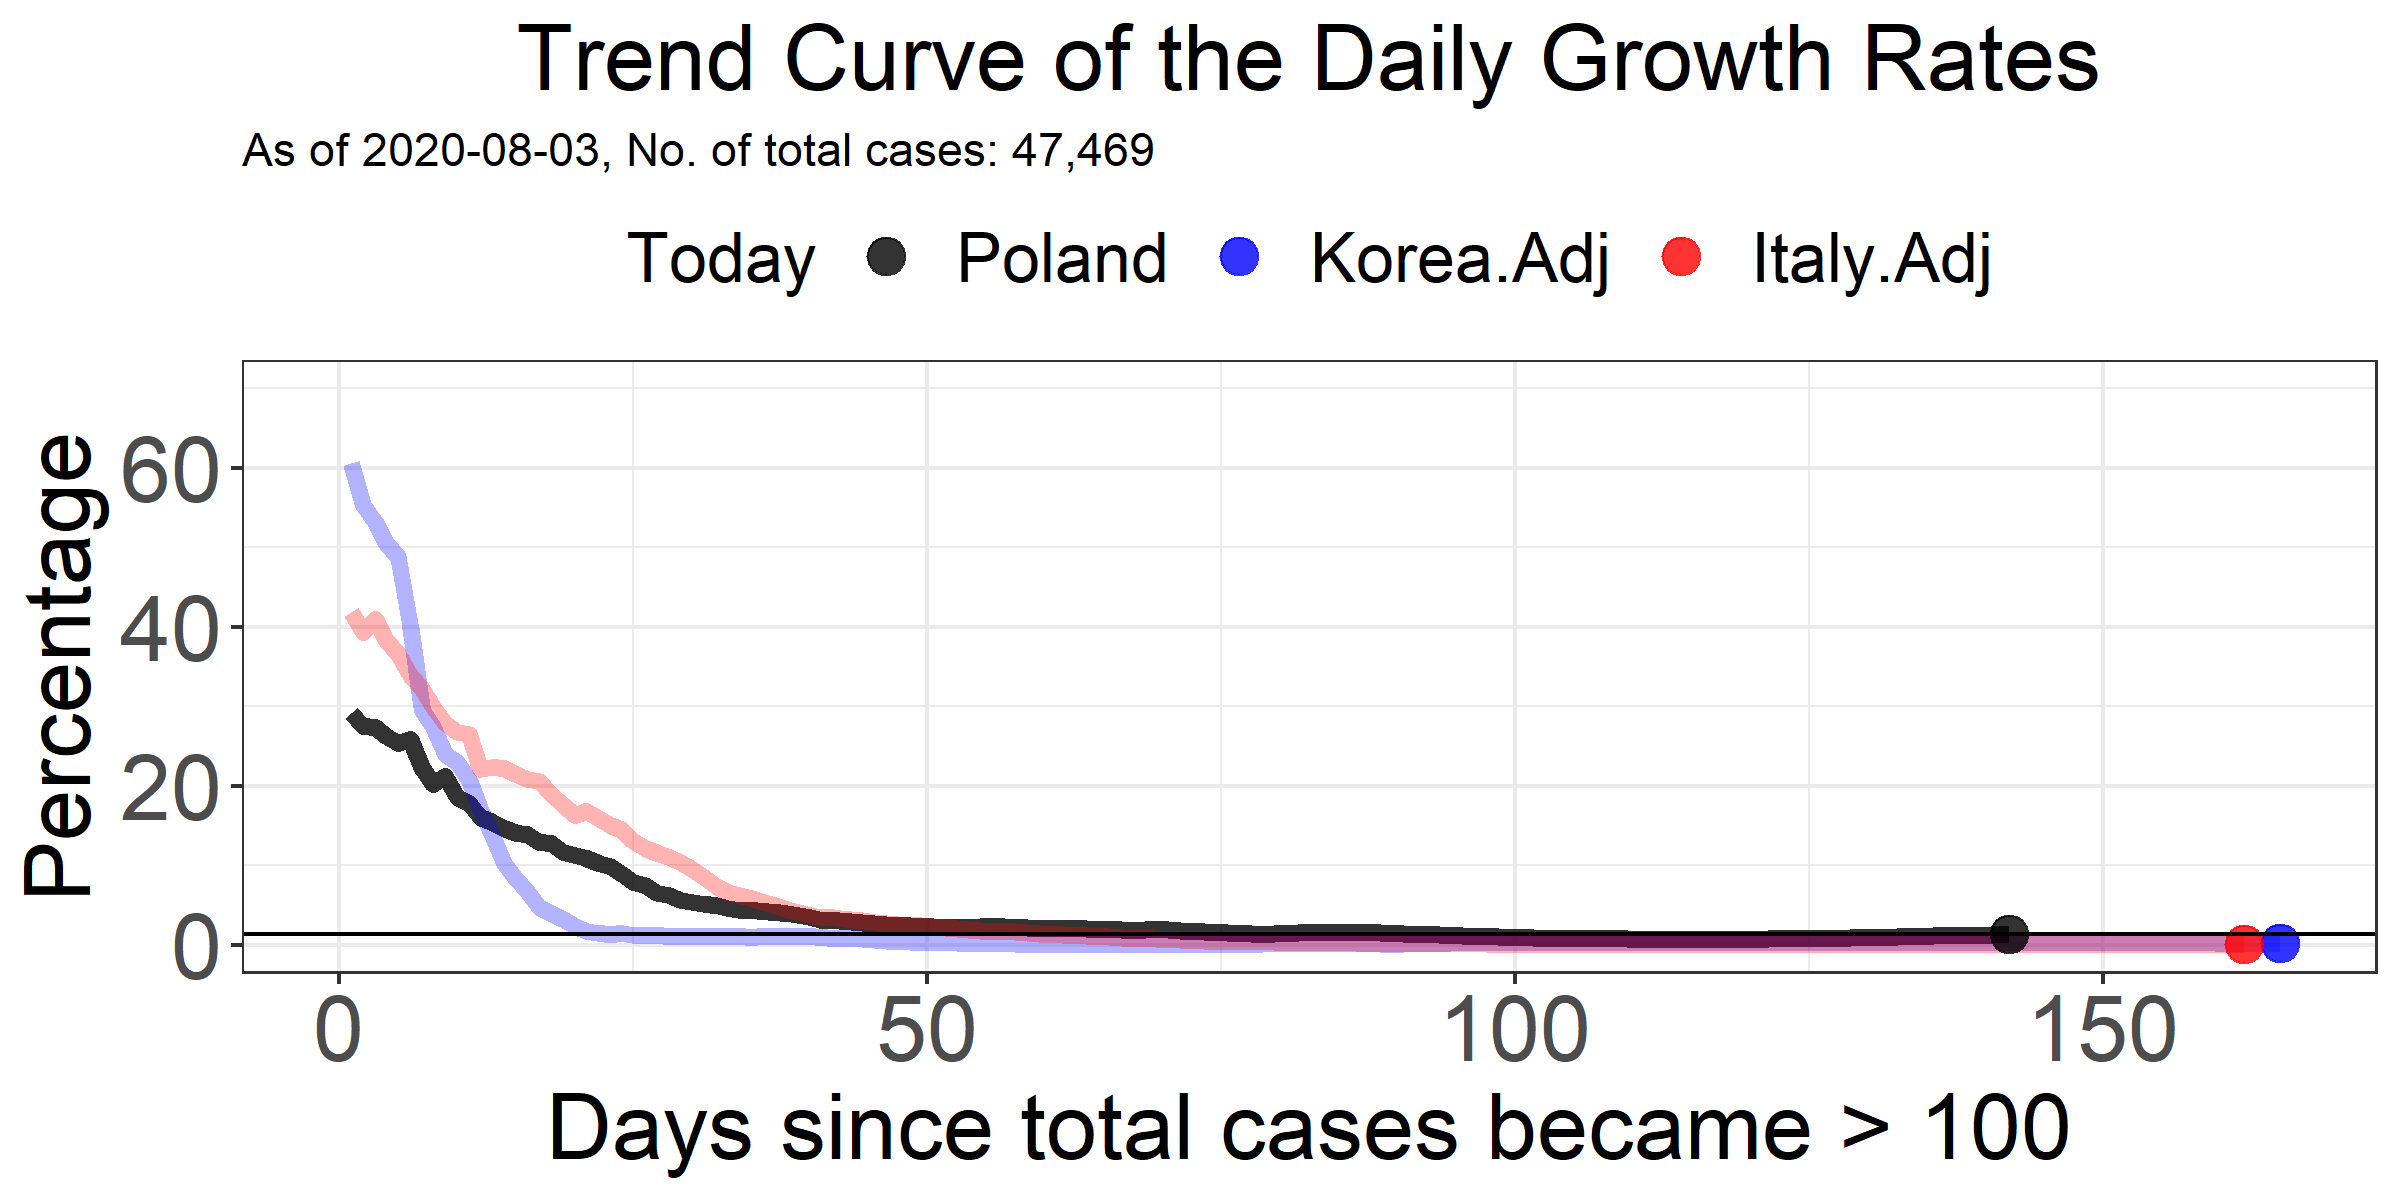 Trend Curve of the Daily Growth Rates
As of 2020-08-03, No. of total cases: 47,469
Today Poland Korea.Adj Italy.Adj
Percentage
60
40
20
0
0 50 100 150
Days since total cases became > 100